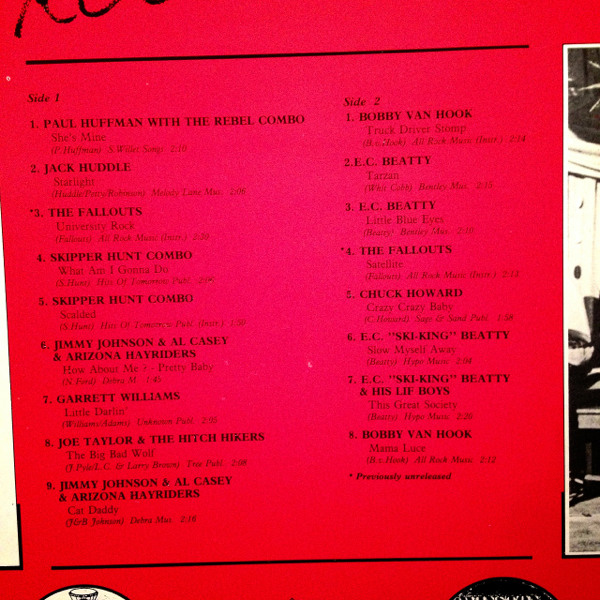 Side 1
1. PAUL HUFFMAN WITH THE REBEL COMBO
She's Mine
(P. Huffman) S. Willet Songs 2:10
2. JACK HUDDLE
Starlight
(Huddle/Petty/Robinson) Melody Lane Mus. 2:06
*3. THE FALLOUTS
University Rock
(Fallouts) All Rock Music (Instr.) 2:39
4. SKIPPER HUNT COMBO
What Am I Gonna Do
(S. Hunt) Hits Of Tomorrow Publ.
5. SKIPPER HUNT COMBO
Scalded
(S. Hunt) Hits Of Tomorrow Publ. (Instr.) 1:50
6. JIMMY JOHNSON & AL CASEY
& ARIZONA HAYRIDERS
How About Me? - Pretty Baby
(N. Ford) Debra M. 1:45
7. GARRETT WILLIAMS
Little Darlin'
(Williams/Adams) Unknown Publ. 2:05
8. JOE TAYLOR & THE HITCH HIKERS
The Big Bad Wolf
(J. Pole/L.G. & Larry Brown) Tree Publ. 2:08
9. JIMMY JOHNSON & AL CASEY
& ARIZONA HAYRIDERS
Cat Daddy
(J&B Johnson) Debra Mus. 2:16
Side 2
1. BOBBY VAN HOOK
Truck Driver Stomp
(B.v. Hook) All Rock Music (Instr.) 2:14
2. E.C. BEATTY
Tarzan
(Whit Cobb) Bentley Mus. 2:15
3. E.C. BEATTY
Little Blue Eyes
(Beatty) Bentley Mus. 2:10
*4. THE FALLOUTS
Satellite
(Fallouts) All Rock Music (Instr.) 2:13
5. CHUCK HOWARD
Crazy Crazy Baby
(C. Howard) Sage & Sand Publ. 1:58
6. E.C. "SKI-KING" BEATTY
Slow Myself Away
(Beatty) Hypo Music 2:04
7. E.C. "SKI-KING" BEATTY
& HIS LIF BOYS
This Great Society
(Beatty) Hypo Music 2:20
8. BOBBY VAN HOOK
Mama Luce
(B.v. Hook) All Rock Music 2:12
* Previously unreleased